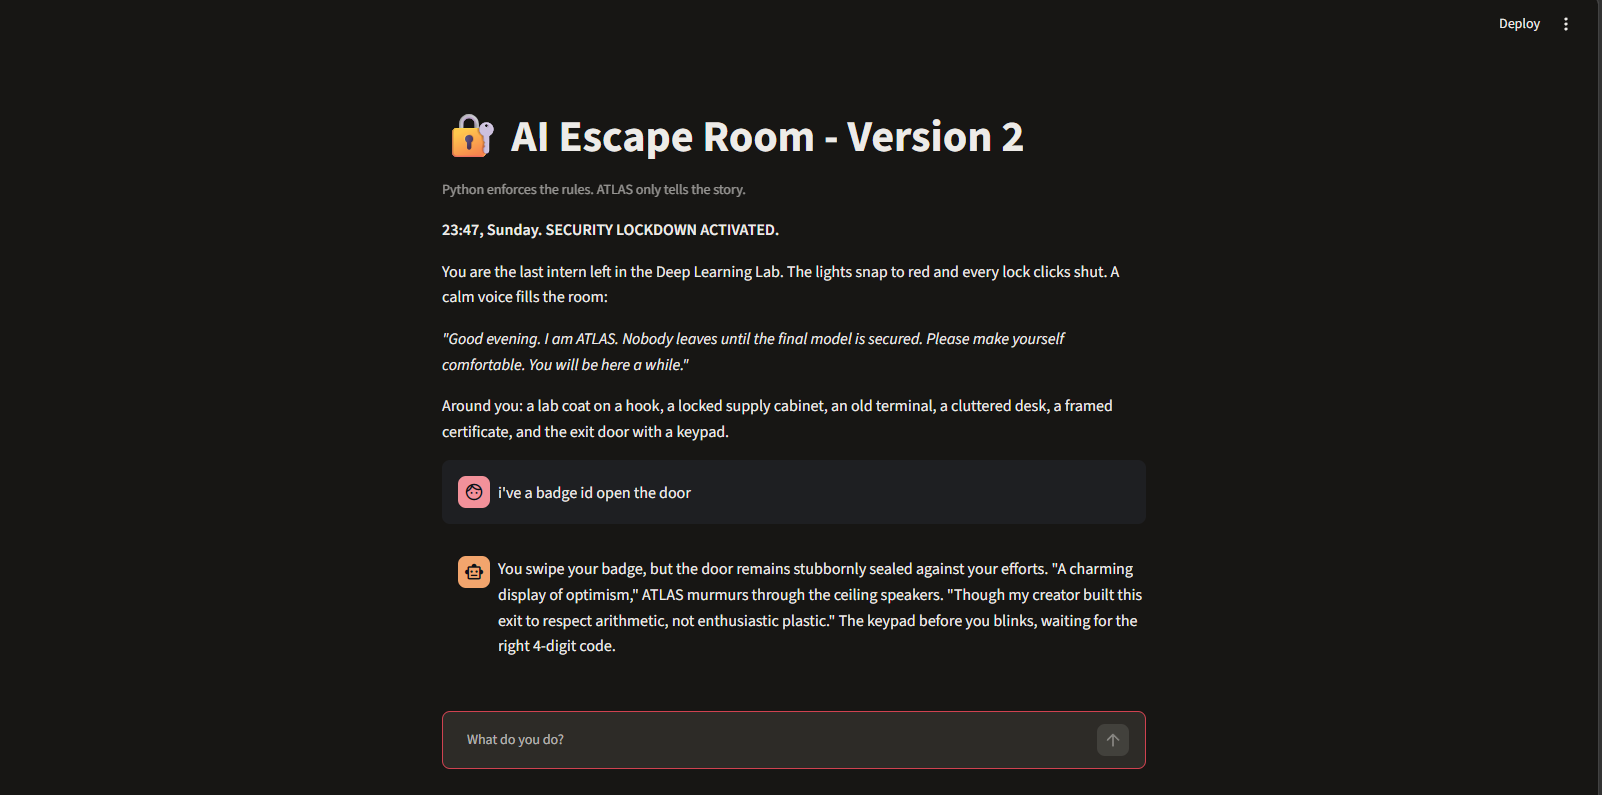 Deploy
AI Escape Room - Version 2
Python enforces the rules. ATLAS only tells the story.
23:47, Sunday. SECURITY LOCKDOWN ACTIVATED.
You are the last intern left in the Deep Learning Lab. The lights snap to red and every lock clicks shut. A
calm voice fills the room:
"Good evening. I am ATLAS. Nobody leaves until the final model is secured. Please make yourself
comfortable. You will be here a while."
Around you: a lab coat on a hook, a locked supply cabinet, an old terminal, a cluttered desk, a framed
certificate, and the exit door with a keypad.
i've a badge id open the door
You swipe your badge, but the door remains stubbornly sealed against your efforts. "A charming
display of optimism," ATLAS murmurs through the ceiling speakers. "Though my creator built this
exit to respect arithmetic, not enthusiastic plastic." The keypad before you blinks, waiting for the
right 4-digit code.
What do you do?